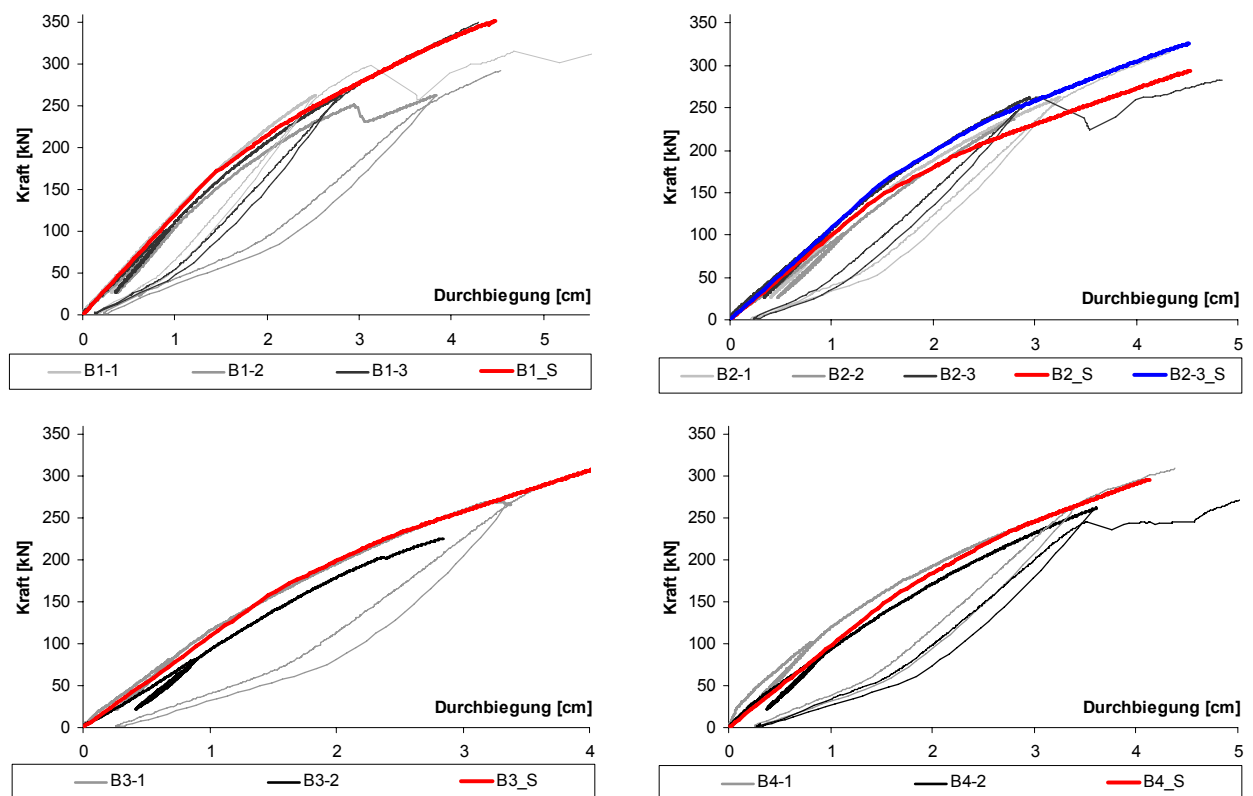 Kraft [kN]
350
300
250
200
150
100
50
0
Durchbiegung [cm]
0 1 2 3 4 5
B1-1 B1-2 B1-3 B1_S
Kraft [kN]
350
300
250
200
150
100
50
0
Durchbiegung [cm]
0 1 2 3 4 5
B2-1 B2-2 B2-3 B2_S B2-3_S
Kraft [kN]
350
300
250
200
150
100
50
0
Durchbiegung [cm]
0 1 2 3 4
B3-1 B3-2 B3_S
Kraft [kN]
350
300
250
200
150
100
50
0
Durchbiegung [cm]
0 1 2 3 4 5
B4-1 B4-2 B4_S